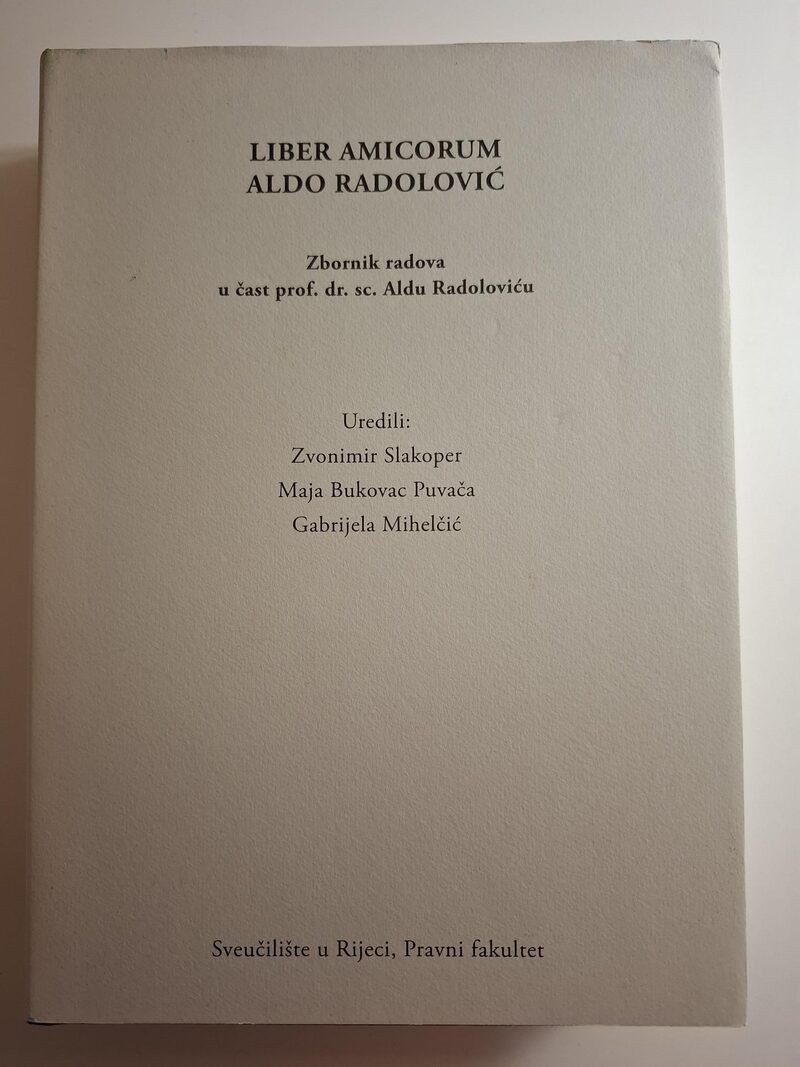 LIBER AMICORUM
ALDO RADOLOVIĆ
Zbornik radova
u čast prof. dr. sc. Aldu Radoloviću
Uredili:
Zvonimir Slakoper
Maja Bukovac Puvača
Gabrijela Mihelčić
Sveučilište u Rijeci, Pravni fakultet